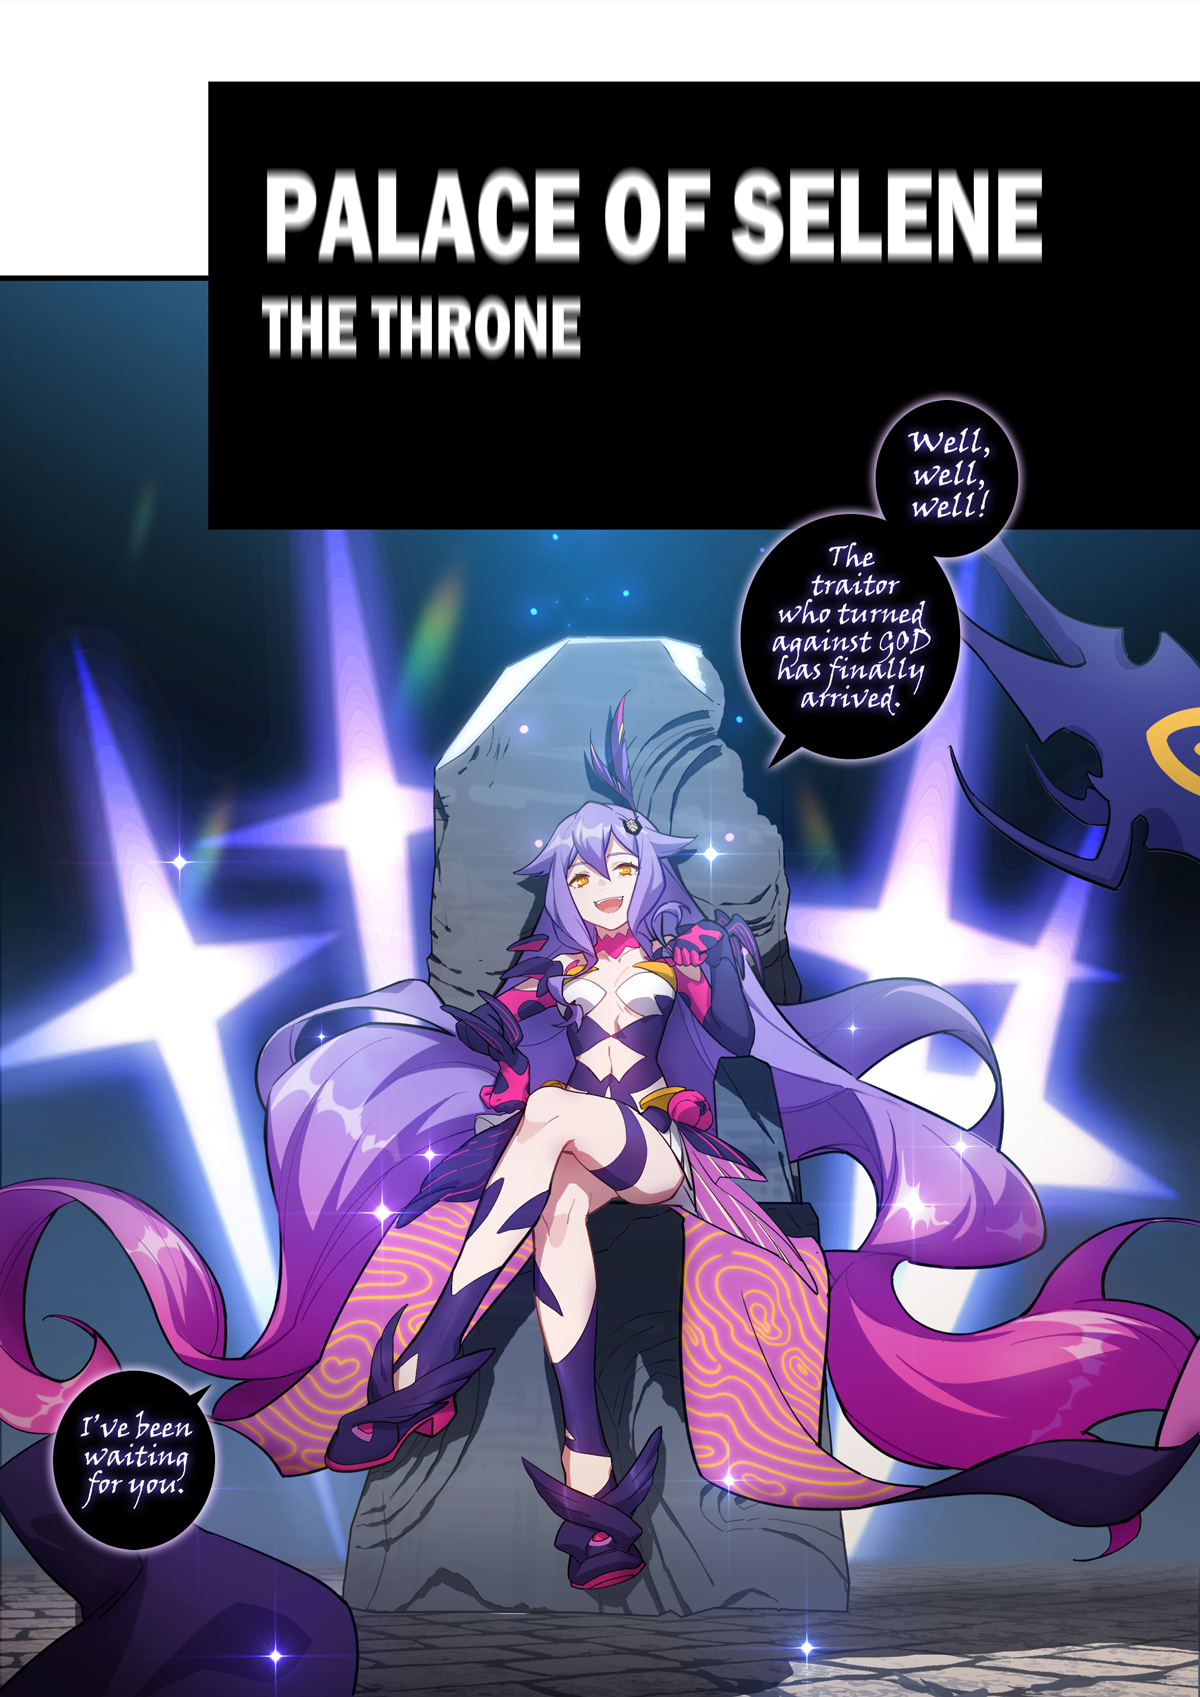 PALACE OF SELENE
THE THRONE
Well,
well,
well!
The
traitor
who turned
against GOD
has finally
arrived.
I've been
waiting
for you.